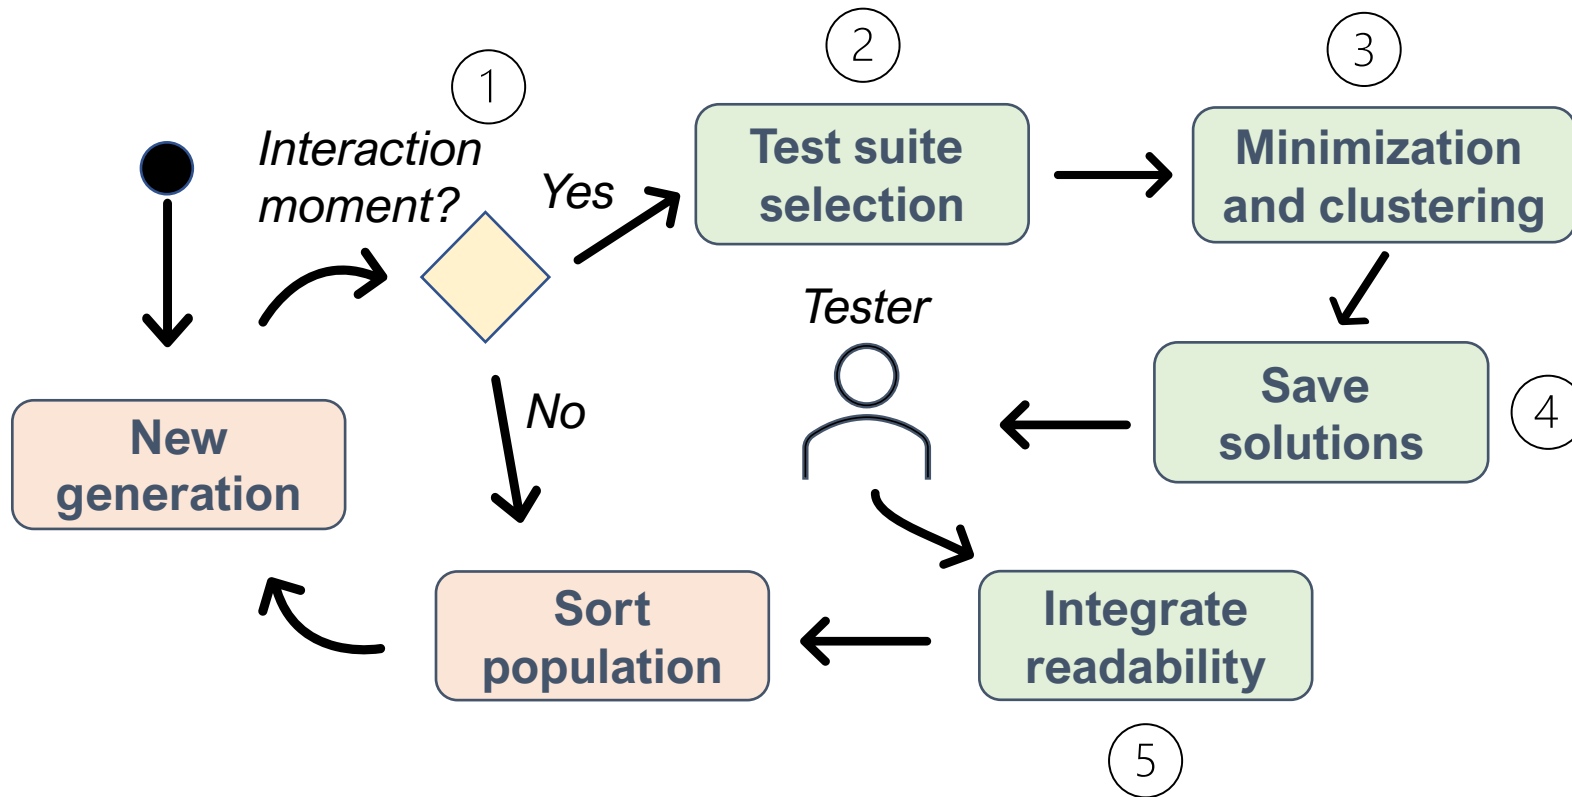 1
2
3
Interaction
moment?
Yes
Test suite
selection
Minimization
and clustering
Tester
No
Save
solutions
4
New
generation
Sort
population
Integrate
readability
5